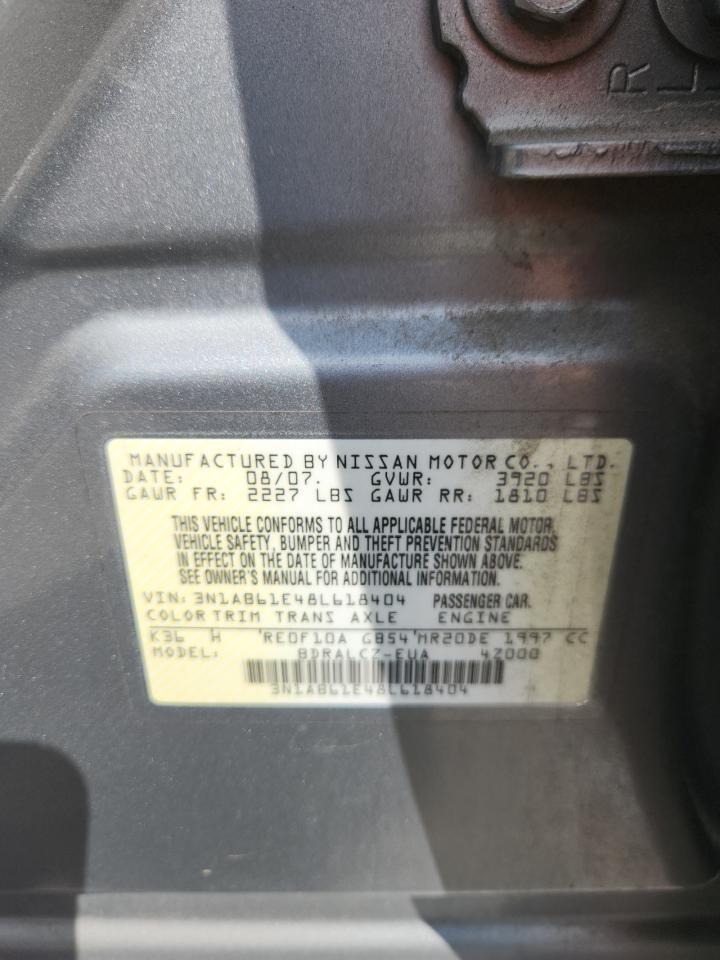 R
L
MANUFACTURED BY NISSAN MOTOR CO., LTD.
DATE: 08/07. GVWR: 3920 LBS
GAWR FR: 2227 LBS GAWR RR: 1810 LBS
THIS VEHICLE CONFORMS TO ALL APPLICABLE FEDERAL MOTOR
VEHICLE SAFETY, BUMPER AND THEFT PREVENTION STANDARDS
IN EFFECT ON THE DATE OF MANUFACTURE SHOWN ABOVE.
SEE OWNER'S MANUAL FOR ADDITIONAL INFORMATION.
VIN: 3N1AB61E48L618404 PASSENGER CAR.
COLOR TRIM TRANS AXLE ENGINE
K36 H 'RE0F10A GB54'MR20DE 1997 CC
MODEL: BDRALCZ-EUA 4Z000
3N1AB61E48L618404